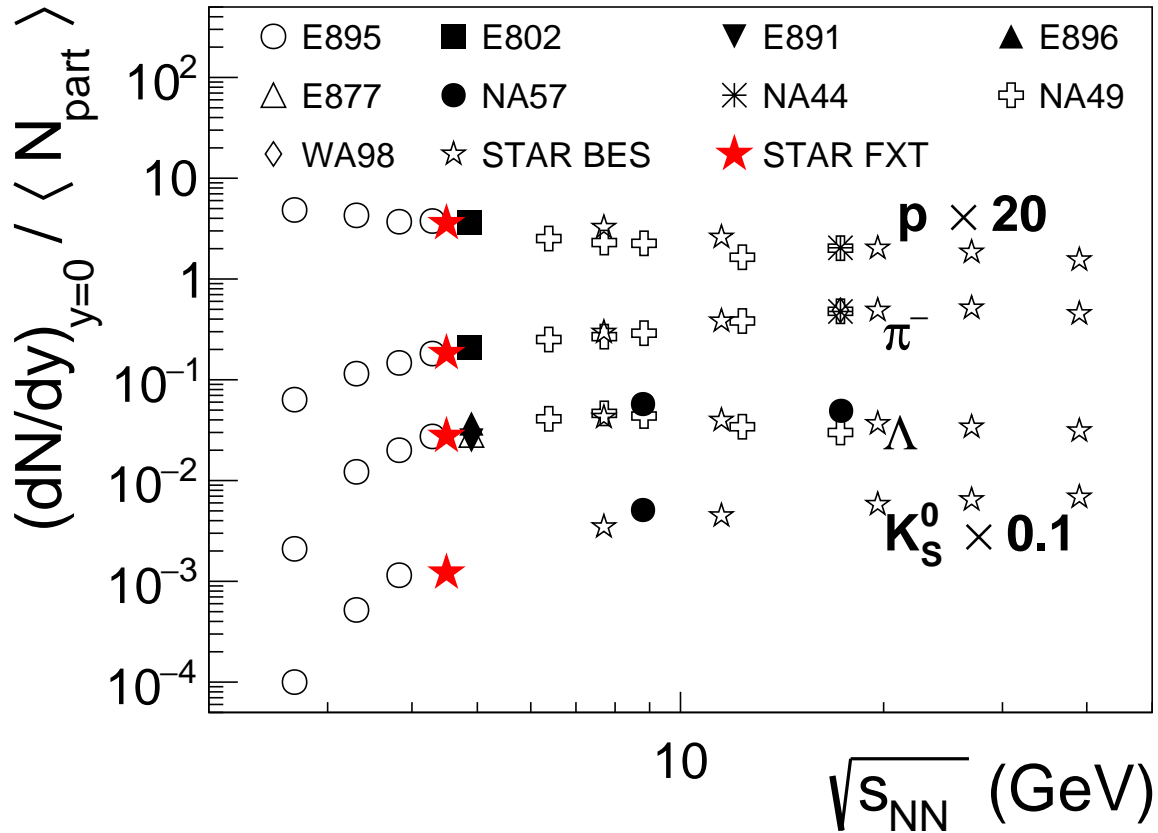 E895 E802 E891 E896
E877 NA57 NA44 NA49
WA98 STAR BES STAR FXT
(dN/dy)y=0 / ⟨ Npart ⟩
10²
10
1
10⁻¹
10⁻²
10⁻³
10⁻⁴
p × 20
π⁻
Λ
K⁰S × 0.1
10
√sNN (GeV)